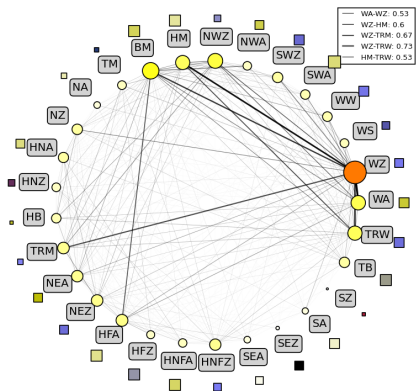 WA-WZ: 0.53
WZ-HM: 0.6
WZ-TRM: 0.67
WZ-TRW: 0.73
HM-TRW: 0.53
HM
NWZ
NWA
BM
SWZ
TM
SWA
NA
WW
NZ
WS
HNA
WZ
HNZ
WA
HB
TRW
TRM
TB
NEA
SZ
NEZ
SA
HFA
SEZ
HFZ
SEA
HNFA
HNFZ